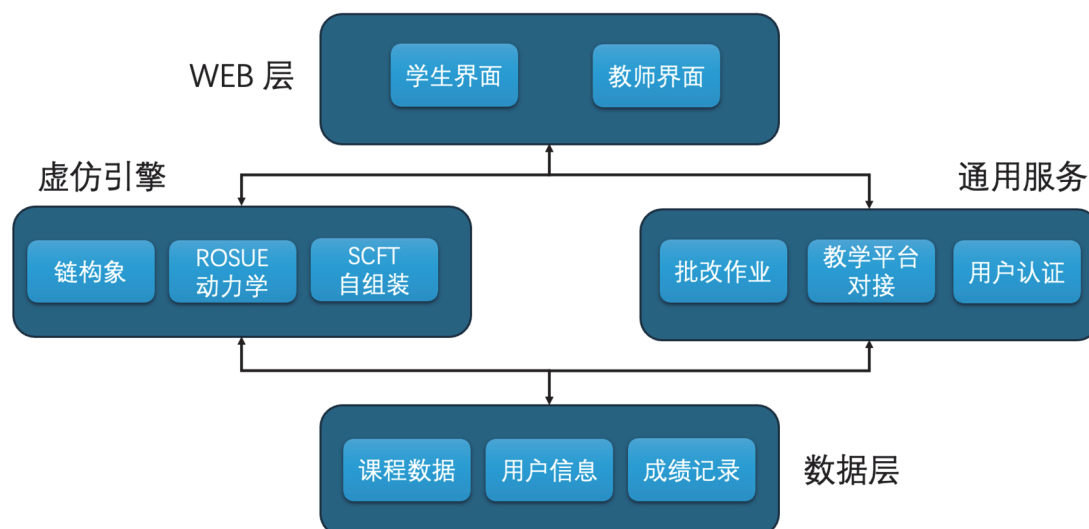 WEB 层
学生界面
教师界面
虚仿引擎
通用服务
链构象
ROSUE
动力学
SCFT
自组装
批改作业
教学平台
对接
用户认证
课程数据
用户信息
成绩记录
数据层